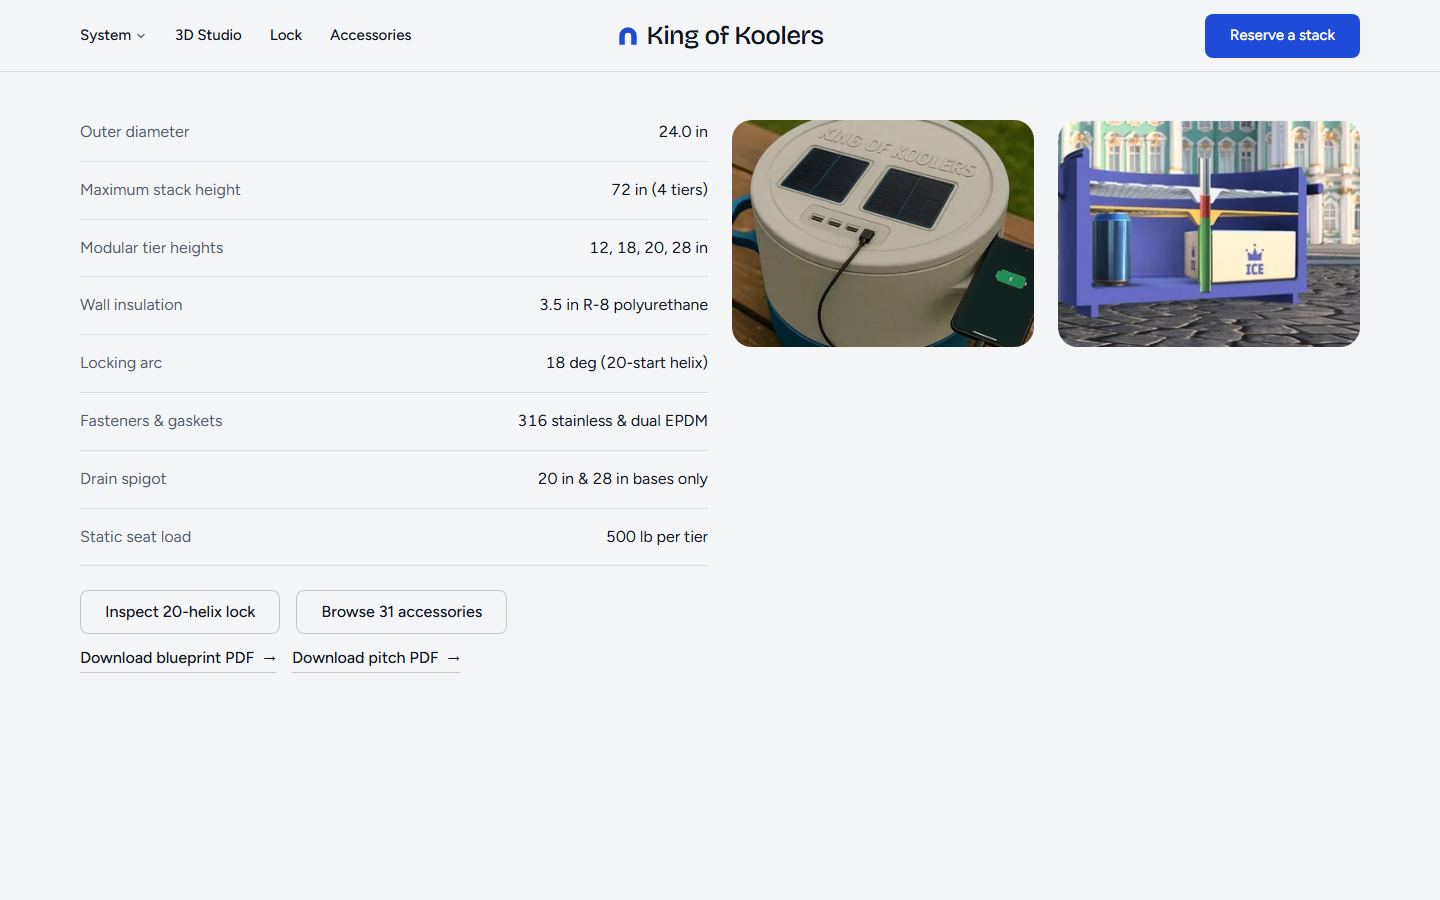 System
3D Studio
Lock
Accessories
King of Koolers
Reserve a stack
Outer diameter 24.0 in
Maximum stack height 72 in (4 tiers)
Modular tier heights 12, 18, 20, 28 in
Wall insulation 3.5 in R-8 polyurethane
Locking arc 18 deg (20-start helix)
Fasteners & gaskets 316 stainless & dual EPDM
Drain spigot 20 in & 28 in bases only
Static seat load 500 lb per tier
KING OF KOOLERS
ICE
Inspect 20-helix lock
Browse 31 accessories
Download blueprint PDF →
Download pitch PDF →